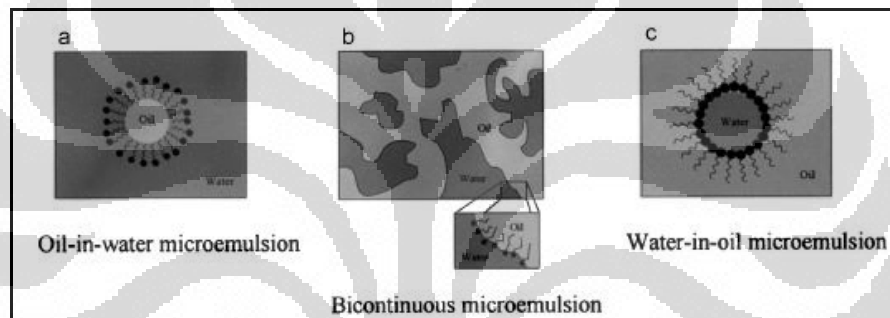 a
b
c
Oil
Water
Oil
Water
Oil
Water
Water
Oil
Oil-in-water microemulsion
Bicontinuous microemulsion
Water-in-oil microemulsion